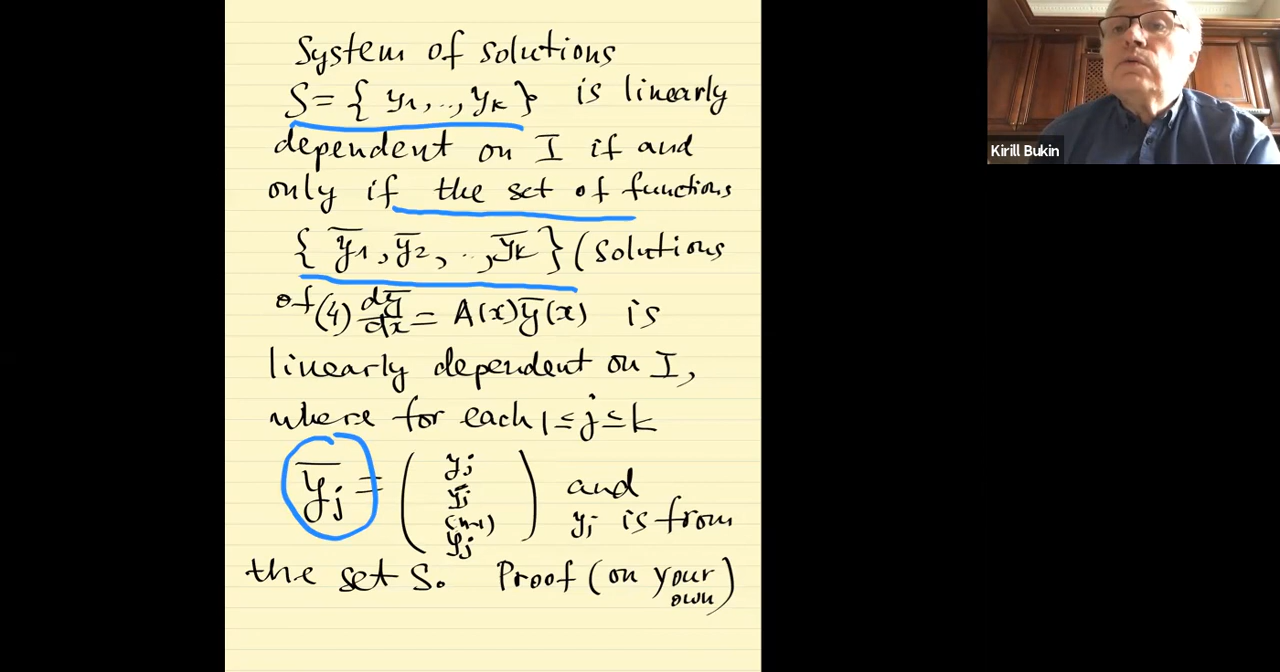 System of solutions
S = { y₁, .., yₖ } is linearly
dependent on I if and
only if the set of functions
{ ȳ₁, ȳ₂, .., ȳₖ } (solutions
of (4) dȳ/dx = A(x)ȳ(x) is
linearly dependent on I,
where for each 1 ≤ j ≤ k
ȳⱼ = ( yⱼ
(n-1)
yⱼ ) and
yⱼ is from
the set S. Proof (on your
own)
Kirill Bukin